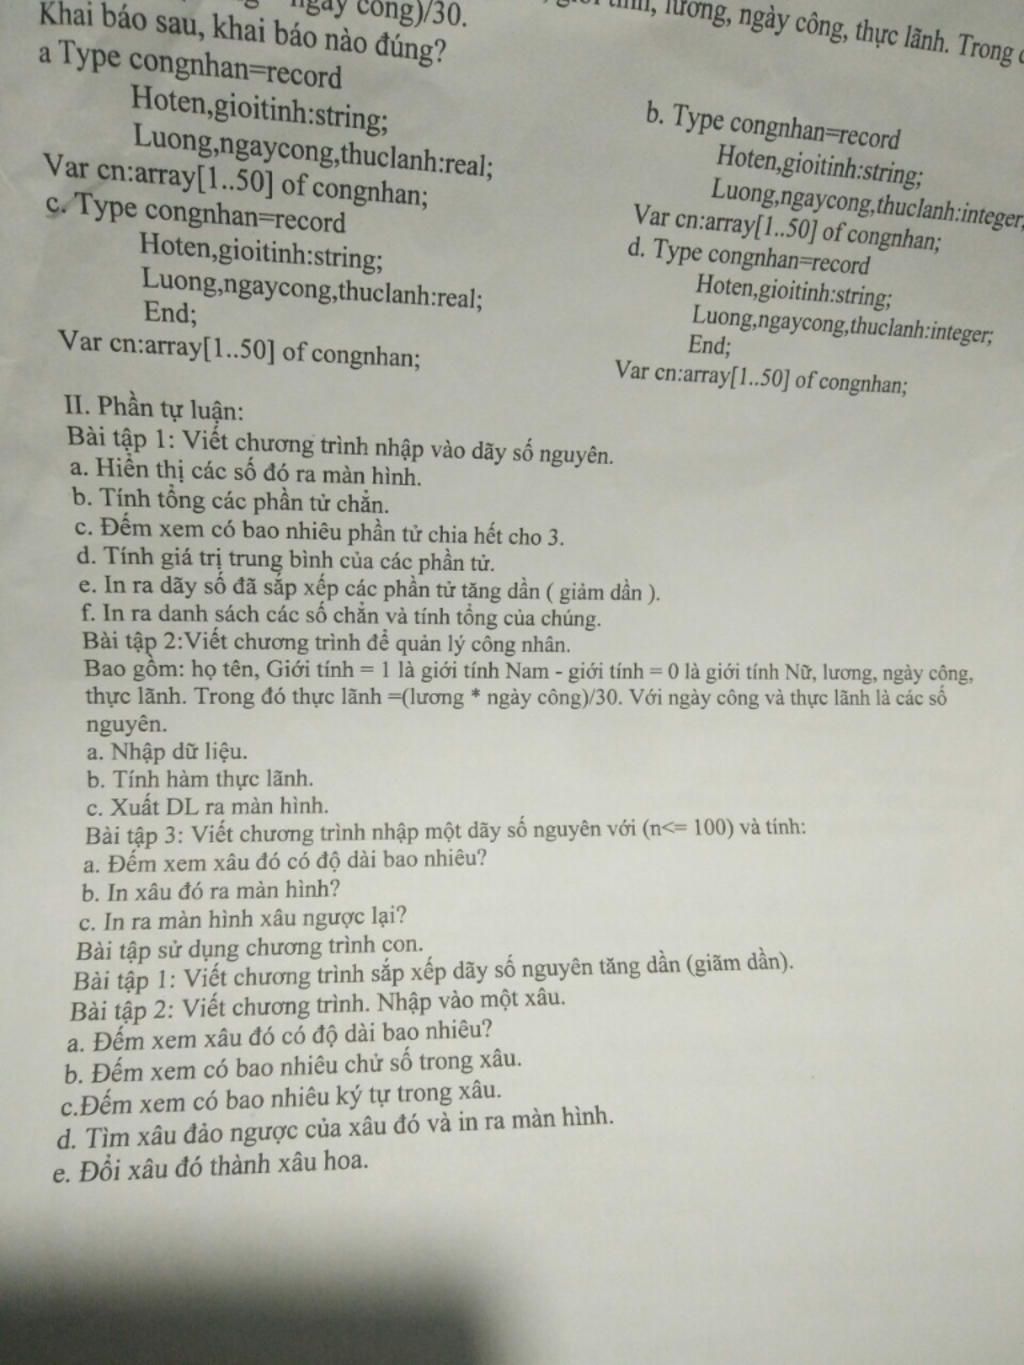 ngày công)/30.
tính, lương, ngày công, thực lãnh. Trong
Khai báo sau, khai báo nào đúng?
a Type congnhan=record
Hoten,gioitinh:string;
Luong,ngaycong,thuclanh:real;
Var cn:array[1..50] of congnhan;
b. Type congnhan=record
Hoten,gioitinh:string;
Luong,ngaycong,thuclanh:integer;
Var cn:array[1..50] of congnhan;
c. Type congnhan=record
Hoten,gioitinh:string;
Luong,ngaycong,thuclanh:real;
End;
Var cn:array[1..50] of congnhan;
d. Type congnhan=record
Hoten,gioitinh:string;
Luong,ngaycong,thuclanh:integer;
End;
Var cn:array[1..50] of congnhan;
II. Phần tự luận:
Bài tập 1: Viết chương trình nhập vào dãy số nguyên.
a. Hiển thị các số đó ra màn hình.
b. Tính tổng các phần tử chẵn.
c. Đếm xem có bao nhiêu phần tử chia hết cho 3.
d. Tính giá trị trung bình của các phần tử.
e. In ra dãy số đã sắp xếp các phần tử tăng dần ( giảm dần ).
f. In ra danh sách các số chẵn và tính tổng của chúng.
Bài tập 2:Viết chương trình để quản lý công nhân.
Bao gồm: họ tên, Giới tính = 1 là giới tính Nam - giới tính = 0 là giới tính Nữ, lương, ngày công,
thực lãnh. Trong đó thực lãnh =(lương * ngày công)/30. Với ngày công và thực lãnh là các số
nguyên.
a. Nhập dữ liệu.
b. Tính hàm thực lãnh.
c. Xuất DL ra màn hình.
Bài tập 3: Viết chương trình nhập một dãy số nguyên với (n<= 100) và tính:
a. Đếm xem xâu đó có độ dài bao nhiêu?
b. In xâu đó ra màn hình?
c. In ra màn hình xâu ngược lại?
Bài tập sử dụng chương trình con.
Bài tập 1: Viết chương trình sắp xếp dãy số nguyên tăng dần (giãm dần).
Bài tập 2: Viết chương trình. Nhập vào một xâu.
a. Đếm xem xâu đó có độ dài bao nhiêu?
b. Đếm xem có bao nhiêu chử số trong xâu.
c.Đếm xem có bao nhiêu ký tự trong xâu.
d. Tìm xâu đảo ngược của xâu đó và in ra màn hình.
e. Đổi xâu đó thành xâu hoa.